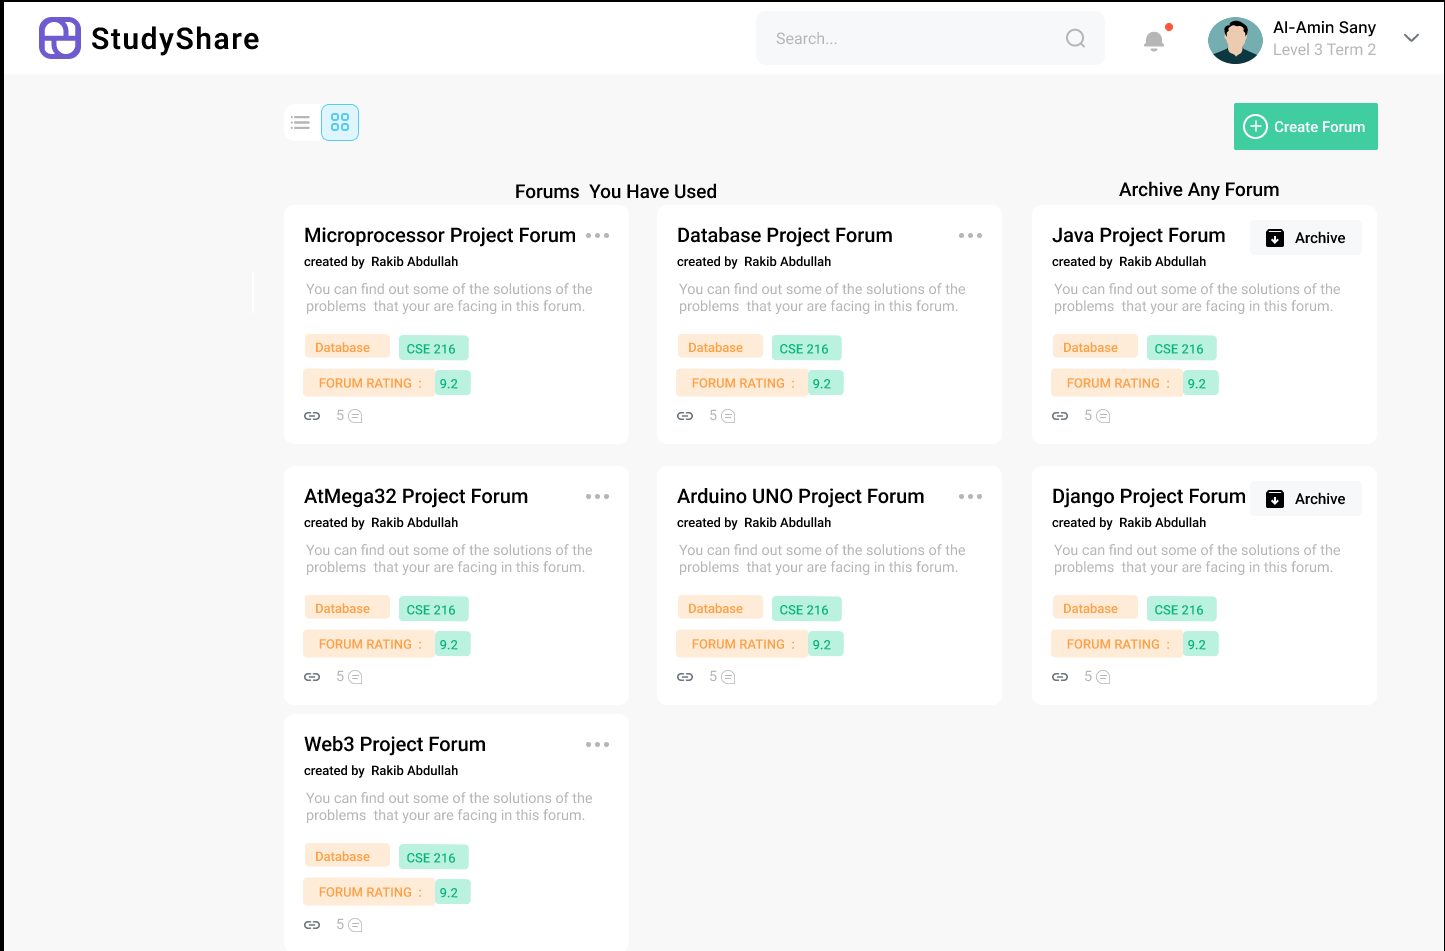 StudyShare
Search...
Al-Amin Sany
Level 3 Term 2
Create Forum
Forums You Have Used
Archive Any Forum
Microprocessor Project Forum
created by Rakib Abdullah
You can find out some of the solutions of the
problems that your are facing in this forum.
Database CSE 216
FORUM RATING : 9.2
5
Database Project Forum
created by Rakib Abdullah
You can find out some of the solutions of the
problems that your are facing in this forum.
Database CSE 216
FORUM RATING : 9.2
5
Java Project Forum
Archive
created by Rakib Abdullah
You can find out some of the solutions of the
problems that your are facing in this forum.
Database CSE 216
FORUM RATING : 9.2
5
AtMega32 Project Forum
created by Rakib Abdullah
You can find out some of the solutions of the
problems that your are facing in this forum.
Database CSE 216
FORUM RATING : 9.2
5
Arduino UNO Project Forum
created by Rakib Abdullah
You can find out some of the solutions of the
problems that your are facing in this forum.
Database CSE 216
FORUM RATING : 9.2
5
Django Project Forum
Archive
created by Rakib Abdullah
You can find out some of the solutions of the
problems that your are facing in this forum.
Database CSE 216
FORUM RATING : 9.2
5
Web3 Project Forum
created by Rakib Abdullah
You can find out some of the solutions of the
problems that your are facing in this forum.
Database CSE 216
FORUM RATING : 9.2
5